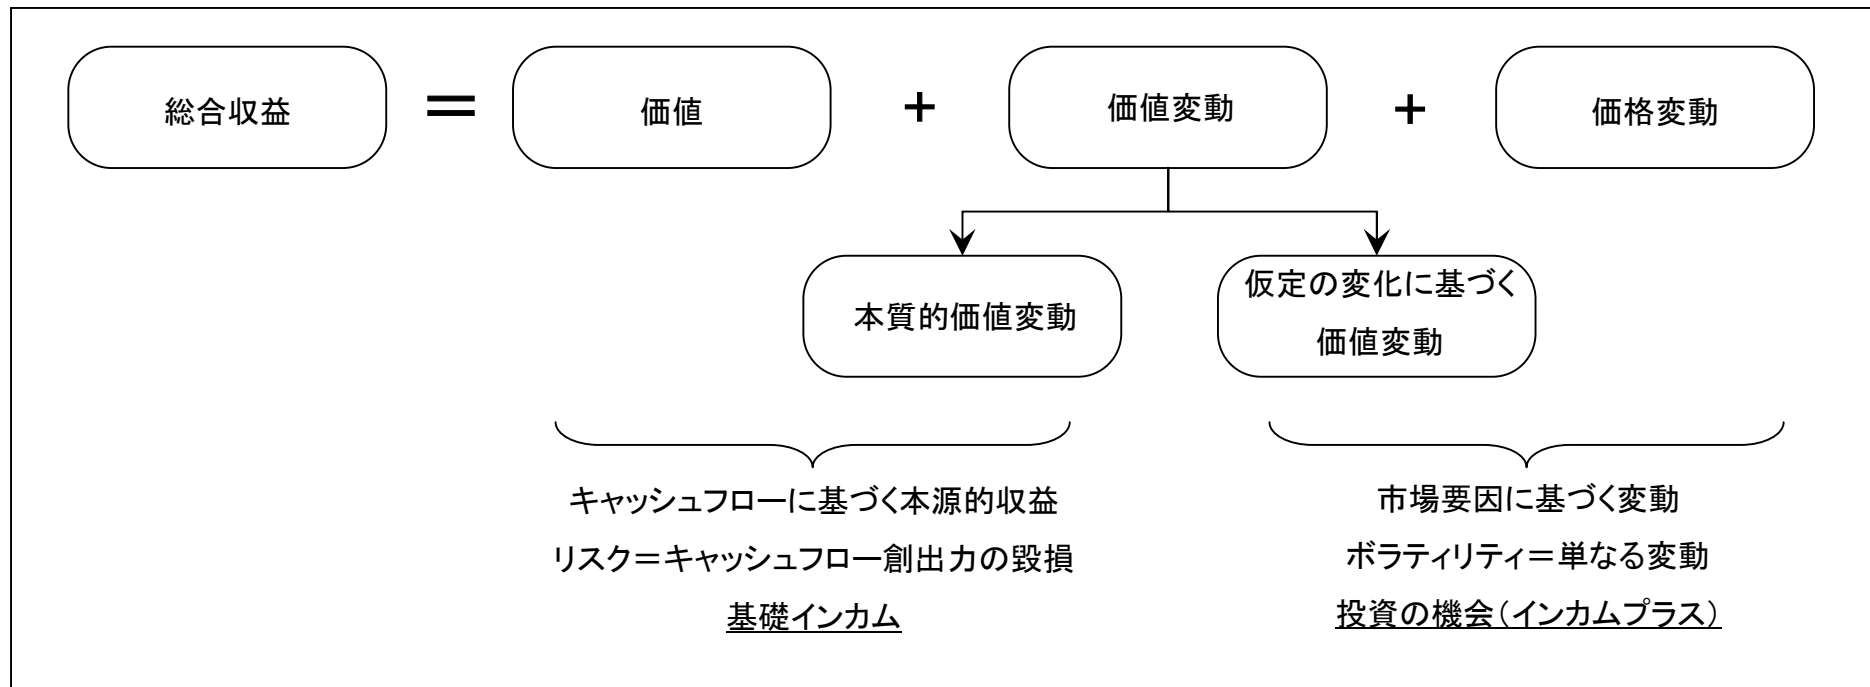 総合収益 = 価値 + 価値変動 + 価格変動
本質的価値変動
仮定の変化に基づく
価値変動
キャッシュフローに基づく本源的収益
リスク=キャッシュフロー創出力の毀損
基礎インカム
市場要因に基づく変動
ボラティリティ=単なる変動
投資の機会(インカムプラス)